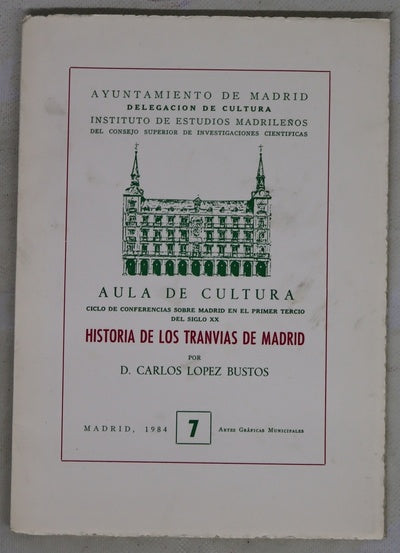 AYUNTAMIENTO DE MADRID
DELEGACION DE CULTURA
INSTITUTO DE ESTUDIOS MADRILEÑOS
DEL CONSEJO SUPERIOR DE INVESTIGACIONES CIENTIFICAS
AULA DE CULTURA
CICLO DE CONFERENCIAS SOBRE MADRID EN EL PRIMER TERCIO
DEL SIGLO XX
HISTORIA DE LOS TRANVIAS DE MADRID
POR
D. CARLOS LOPEZ BUSTOS
MADRID, 1984 7 ARTES GRÁFICAS MUNICIPALES